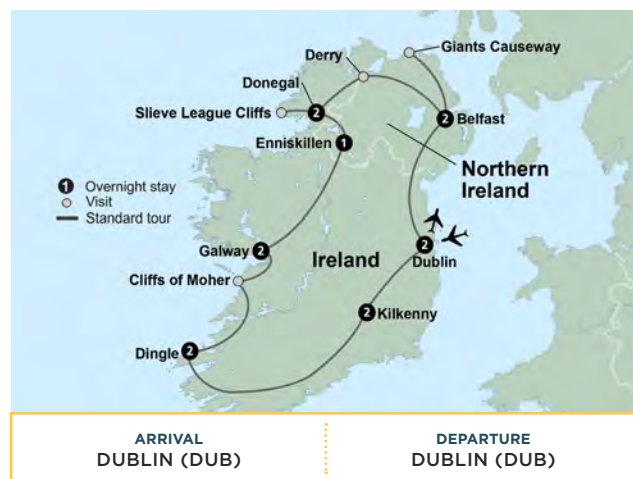 Giants Causeway
Derry
Donegal
2
Slieve League Cliffs
2
Belfast
Enniskillen
1
Northern
Ireland
1 Overnight stay
Visit
Standard tour
Galway
2
Ireland
2
Dublin
Cliffs of Moher
2
Kilkenny
Dingle
2
ARRIVAL
DUBLIN (DUB)
DEPARTURE
DUBLIN (DUB)